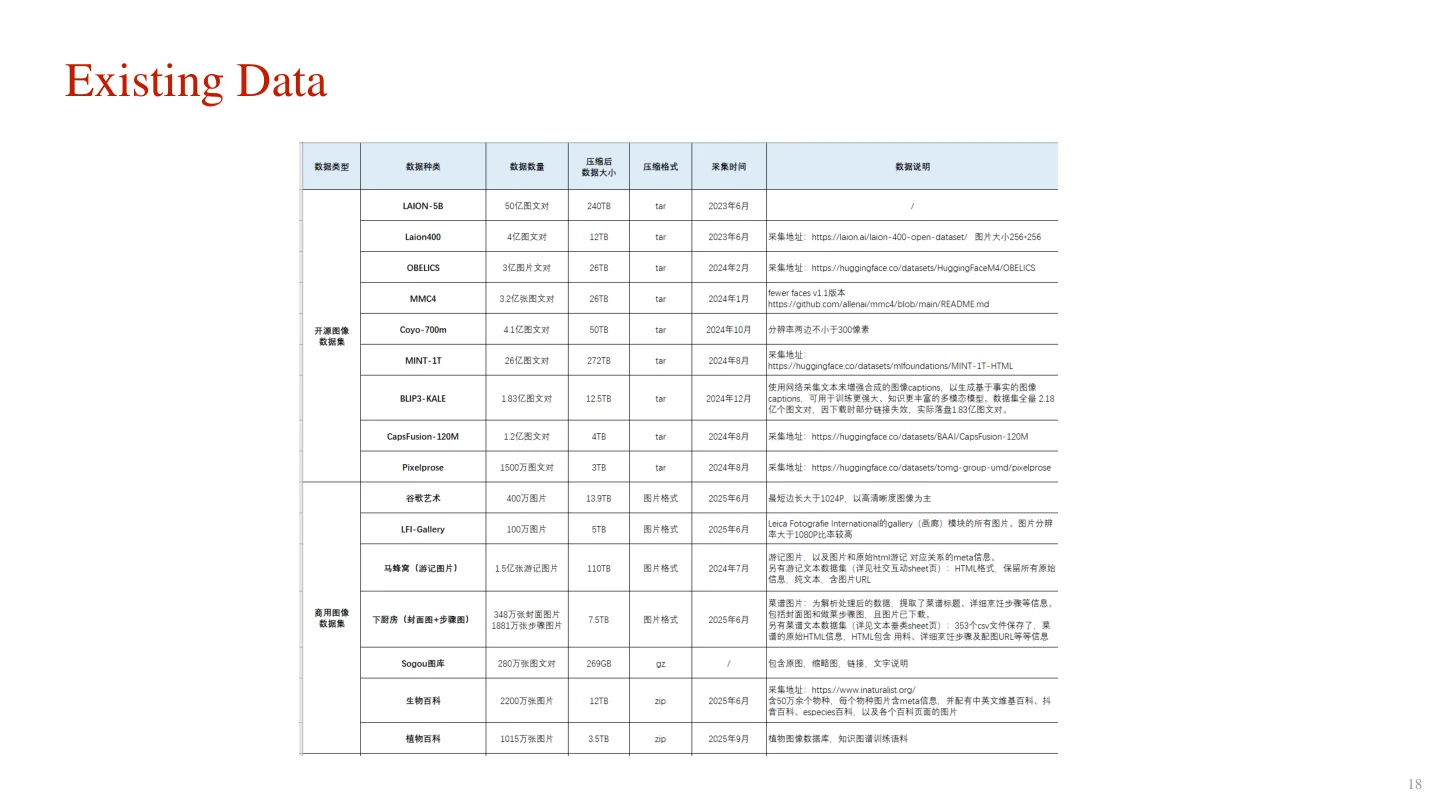 Existing Data
数据类型 数据种类 数据数量 压缩后 压缩格式 采集时间 数据说明
数据大小
LAION-5B 50亿图文对 240TB tar 2023年6月 /
Laion400 4亿图文对 12TB tar 2023年6月 采集地址：https://laion.ai/laion-400-open-dataset/ 图片大小256*256
OBELICS 3亿图片文对 26TB tar 2024年2月 采集地址：https://huggingface.co/datasets/HuggingFaceM4/OBELICS
MMC4 3.2亿张图文对 26TB tar 2024年1月 fewer faces v1.1版本
https://github.com/allenai/mmc4/blob/main/README.md
开源图像
数据集
Coyo-700m 4.1亿图文对 50TB tar 2024年10月 分辨率两边不小于300像素
MINT-1T 26亿图文对 272TB tar 2024年8月 采集地址：
https://huggingface.co/datasets/mlfoundations/MINT-1T-HTML
BLIP3-KALE 1.83亿图文对 12.5TB tar 2024年12月 使用网络采集文本来增强合成的图像captions，以生成基于事实的图像
captions，可用于训练更强大、知识更丰富的多模态模型。数据集全量 2.18
亿个图文对，因下载时部分链接失效，实际落盘1.83亿图文对。
CapsFusion-120M 1.2亿图文对 4TB tar 2024年8月 采集地址：https://huggingface.co/datasets/BAAI/CapsFusion-120M
Pixelprose 1500万图文对 3TB tar 2024年8月 采集地址：https://huggingface.co/datasets/tomg-group-umd/pixelprose
谷歌艺术 400万图片 13.9TB 图片格式 2025年6月 最短边长大于1024P，以高清晰度图像为主
LFI-Gallery 100万图片 5TB 图片格式 2025年6月 Leica Fotografie International的gallery（画廊）模块的所有图片。图片分辨
率大于1080P比率较高
马蜂窝（游记图片） 1.5亿张游记图片 110TB 图片格式 2024年7月 游记图片，以及图片和原始html游记 对应关系的meta信息。
另有游记文本数据集（详见社交互动sheet页）：HTML格式，保留所有原始
信息，纯文本，含图片URL
商用图像
数据集
下厨房（封面图+步骤图） 348万张封面图片 7.5TB 图片格式 2025年6月 菜谱图片：为解析处理后的数据，提取了菜谱标题、详细烹饪步骤等信息。
1881万张步骤图片 包括封面图和做菜步骤图，且图片已下载。
另有菜谱文本数据集（详见文本垂类sheet页）：353个csv文件保存了，菜
谱的原始HTML信息，HTML包含 用料、详细烹饪步骤及配图URL等等信息
Sogou图库 280万张图文对 269GB gz / 包含原图，缩略图，链接，文字说明
生物百科 2200万张图片 12TB zip 2025年6月 采集地址：https://www.inaturalist.org/
含50万余个物种，每个物种图片含meta信息，并配有中英文维基百科、抖
音百科、especies百科，以及各个百科页面的图片
植物百科 1015万张图片 3.5TB zip 2025年9月 植物图像数据库，知识图谱训练语料
18